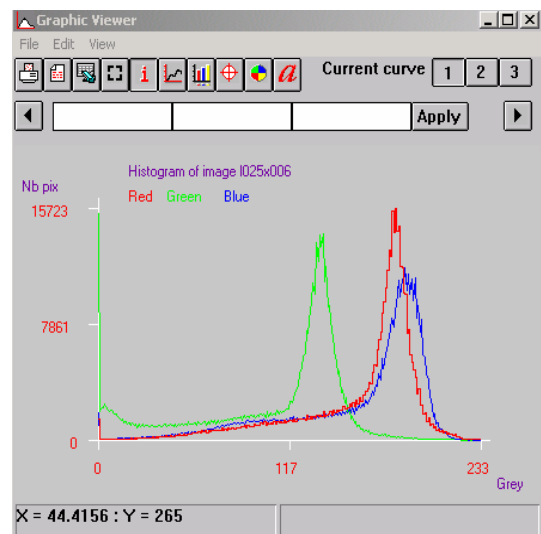 Graphic Viewer
File Edit View
i a Current curve 1 2 3
Apply
Histogram of image I025x006
Nb pix
Red Green Blue
15723
7861
0
0 117 233
Grey
X = 44.4156 : Y = 265